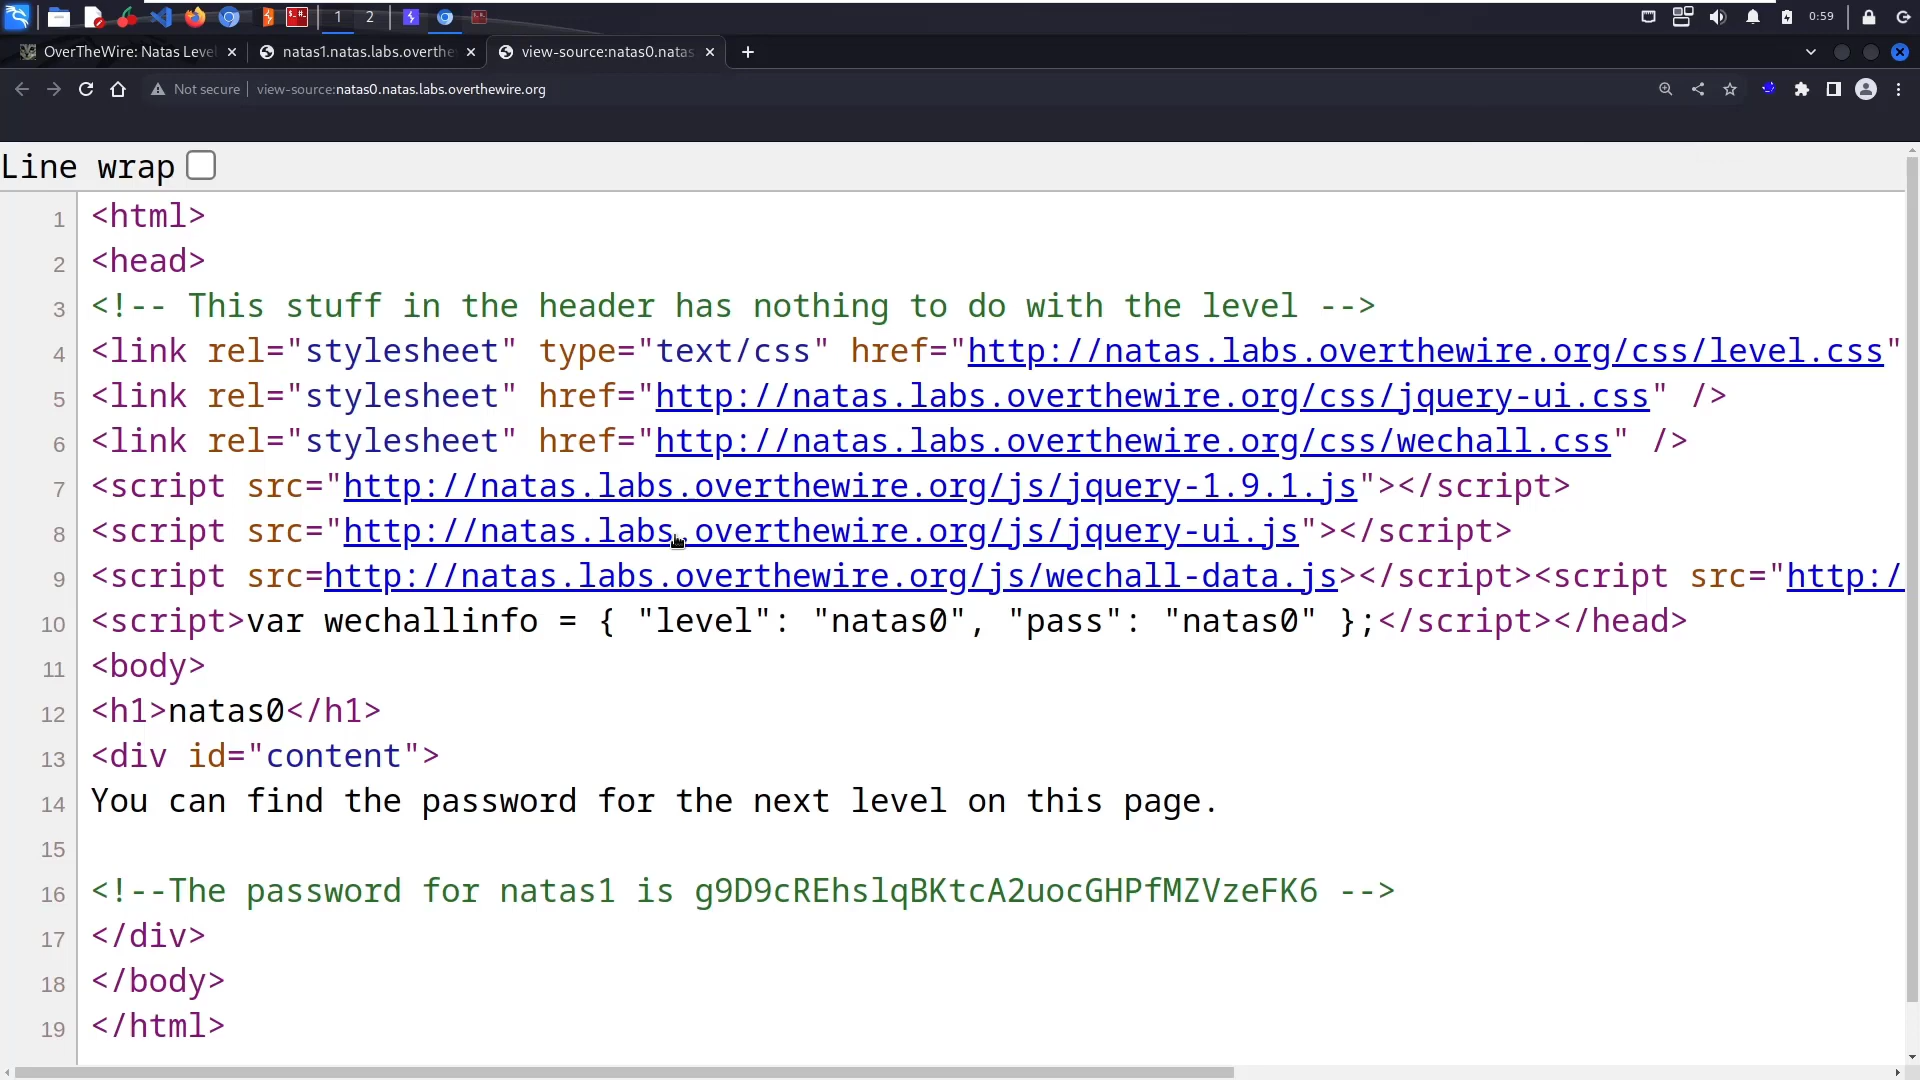 1 2 0:59
OverTheWire: Natas Level natas1.natas.labs.overthe view-source:natas0.natas
Not secure view-source:natas0.natas.labs.overthewire.org
Line wrap
1 <html>
2 <head>
3 <!-- This stuff in the header has nothing to do with the level -->
4 <link rel="stylesheet" type="text/css" href="http://natas.labs.overthewire.org/css/level.css"
5 <link rel="stylesheet" href="http://natas.labs.overthewire.org/css/jquery-ui.css" />
6 <link rel="stylesheet" href="http://natas.labs.overthewire.org/css/wechall.css" />
7 <script src="http://natas.labs.overthewire.org/js/jquery-1.9.1.js"></script>
8 <script src="http://natas.labs.overthewire.org/js/jquery-ui.js"></script>
9 <script src=http://natas.labs.overthewire.org/js/wechall-data.js></script><script src="http:/
10 <script>var wechallinfo = { "level": "natas0", "pass": "natas0" };</script></head>
11 <body>
12 <h1>natas0</h1>
13 <div id="content">
14 You can find the password for the next level on this page.
15
16 <!--The password for natas1 is g9D9cREhslqBKtcA2uocGHPfMZVzeFK6 -->
17 </div>
18 </body>
19 </html>